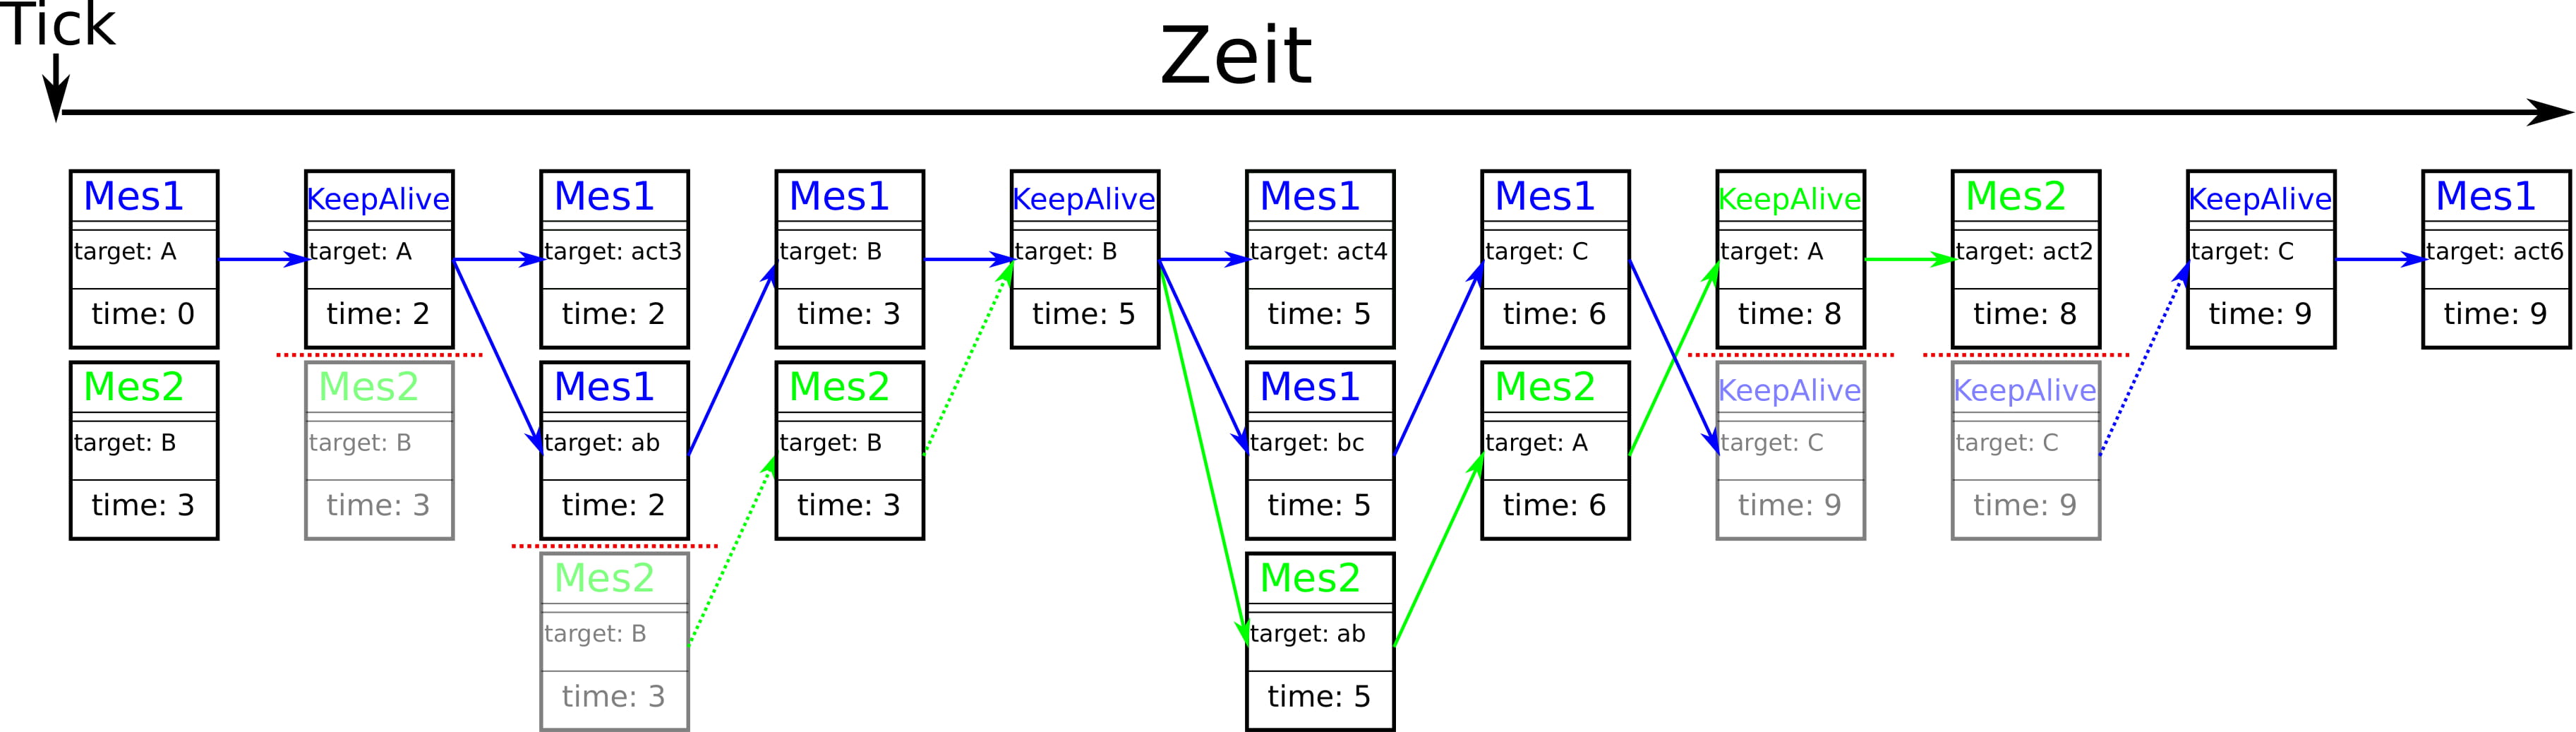 Tick
Zeit
Mes1
target: A
time: 0
Mes2
target: B
time: 3
KeepAlive
target: A
time: 2
Mes2
target: B
time: 3
Mes1
target: act3
time: 2
Mes1
target: ab
time: 2
Mes2
target: B
time: 3
Mes1
target: B
time: 3
Mes2
target: B
time: 3
KeepAlive
target: B
time: 5
Mes1
target: act4
time: 5
Mes1
target: bc
time: 5
Mes2
target: ab
time: 5
Mes1
target: C
time: 6
Mes2
target: A
time: 6
KeepAlive
target: A
time: 8
KeepAlive
target: C
time: 9
Mes2
target: act2
time: 8
KeepAlive
target: C
time: 9
KeepAlive
target: C
time: 9
Mes1
target: act6
time: 9